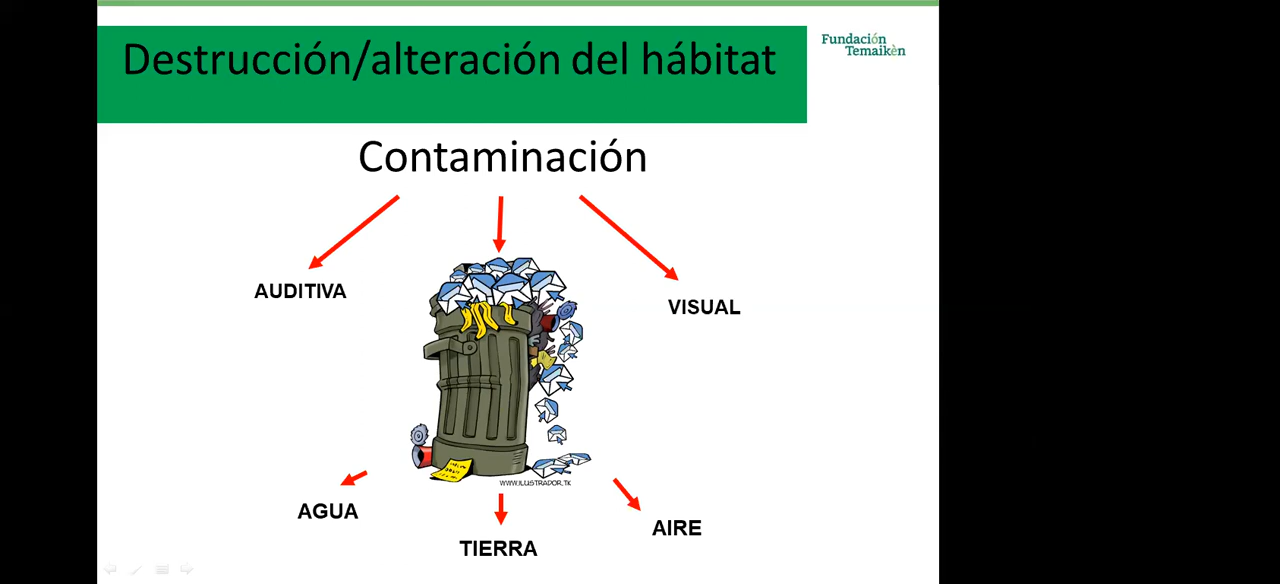 Destrucción/alteración del hábitat
Fundación
Temaikèn
Contaminación
AUDITIVA
VISUAL
WWW.ILUSTRADOR.TK
AGUA
AIRE
TIERRA